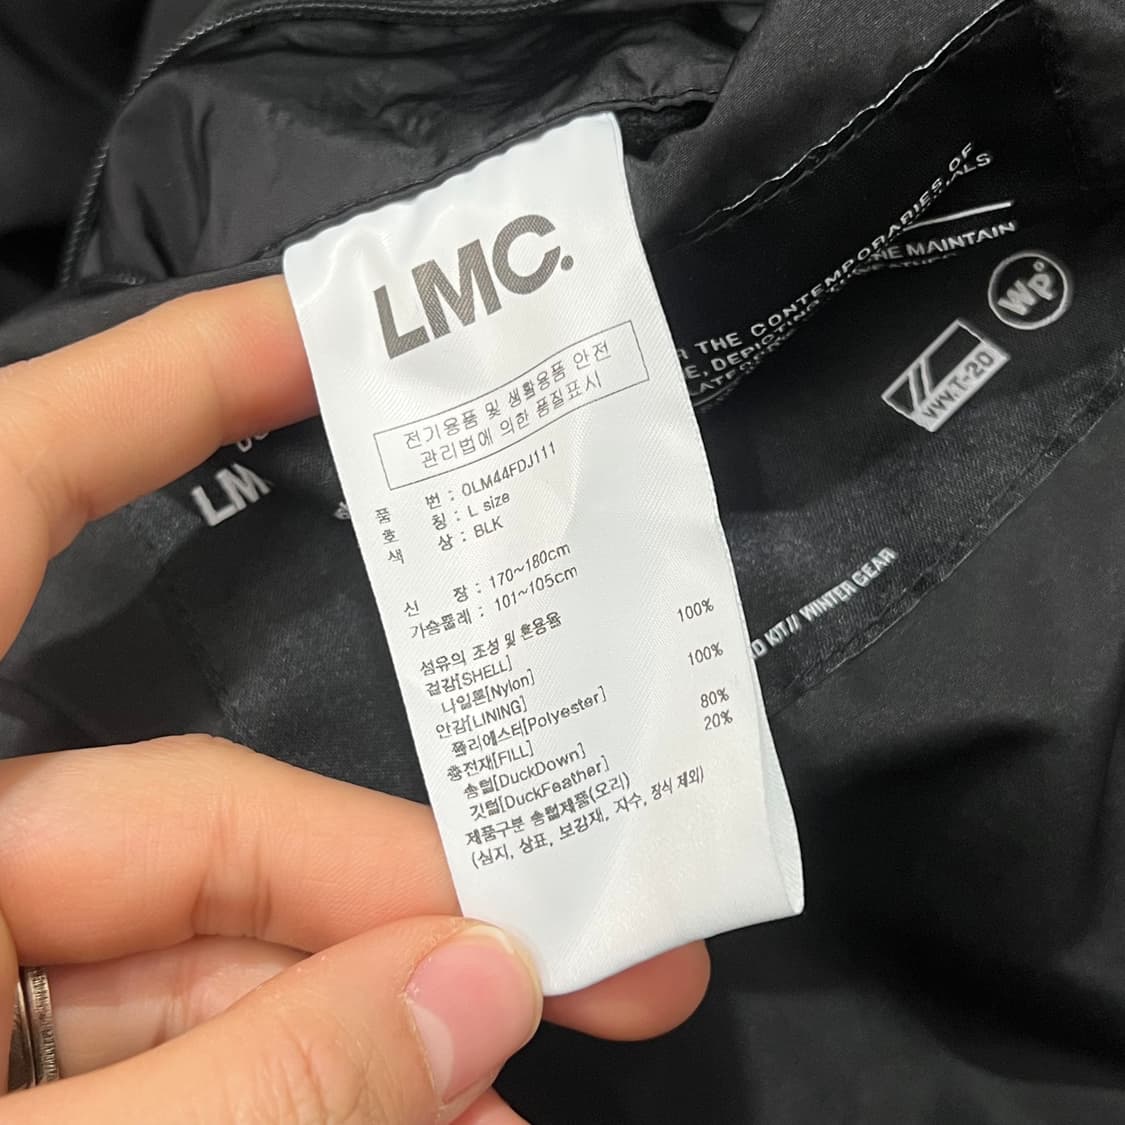 LMC.
전기용품 및 생활용품 안전
관리법에 의한 품질표시
품 번 : 0LM44FDJ111
호 칭 : L size
색 상 : BLK
신 장 : 170~180cm
가슴둘레 : 101~105cm
섬유의 조성 및 혼용율
겉감[SHELL]
나일론[Nylon] 100%
안감[LINING]
폴리에스터[Polyester] 100%
충전재[FILL]
솜털[DuckDown] 80%
깃털[DuckFeather] 20%
제품구분 솜털제품(오리)
(심지, 상표, 보강재, 자수, 장식 제외)
LM
THE CONTEMPORARIES OF
MAINTAIN
E, DEPICTING
Wp
WT-20
KIT// WINTER GEAR